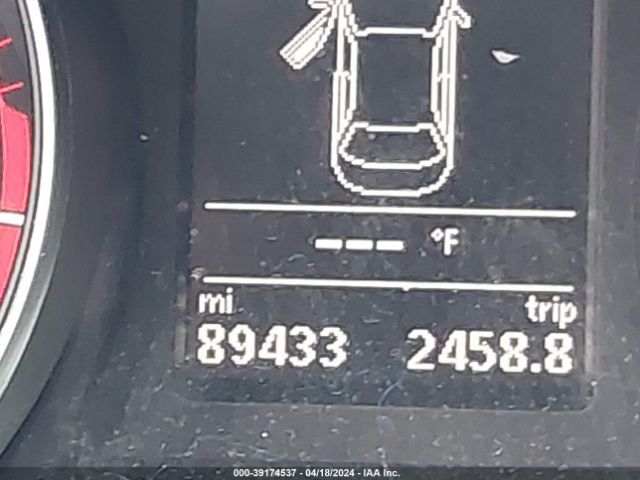 --- °F
mi trip
89433 2458.8
000-39174537 - 04/18/2024 - IAA Inc.